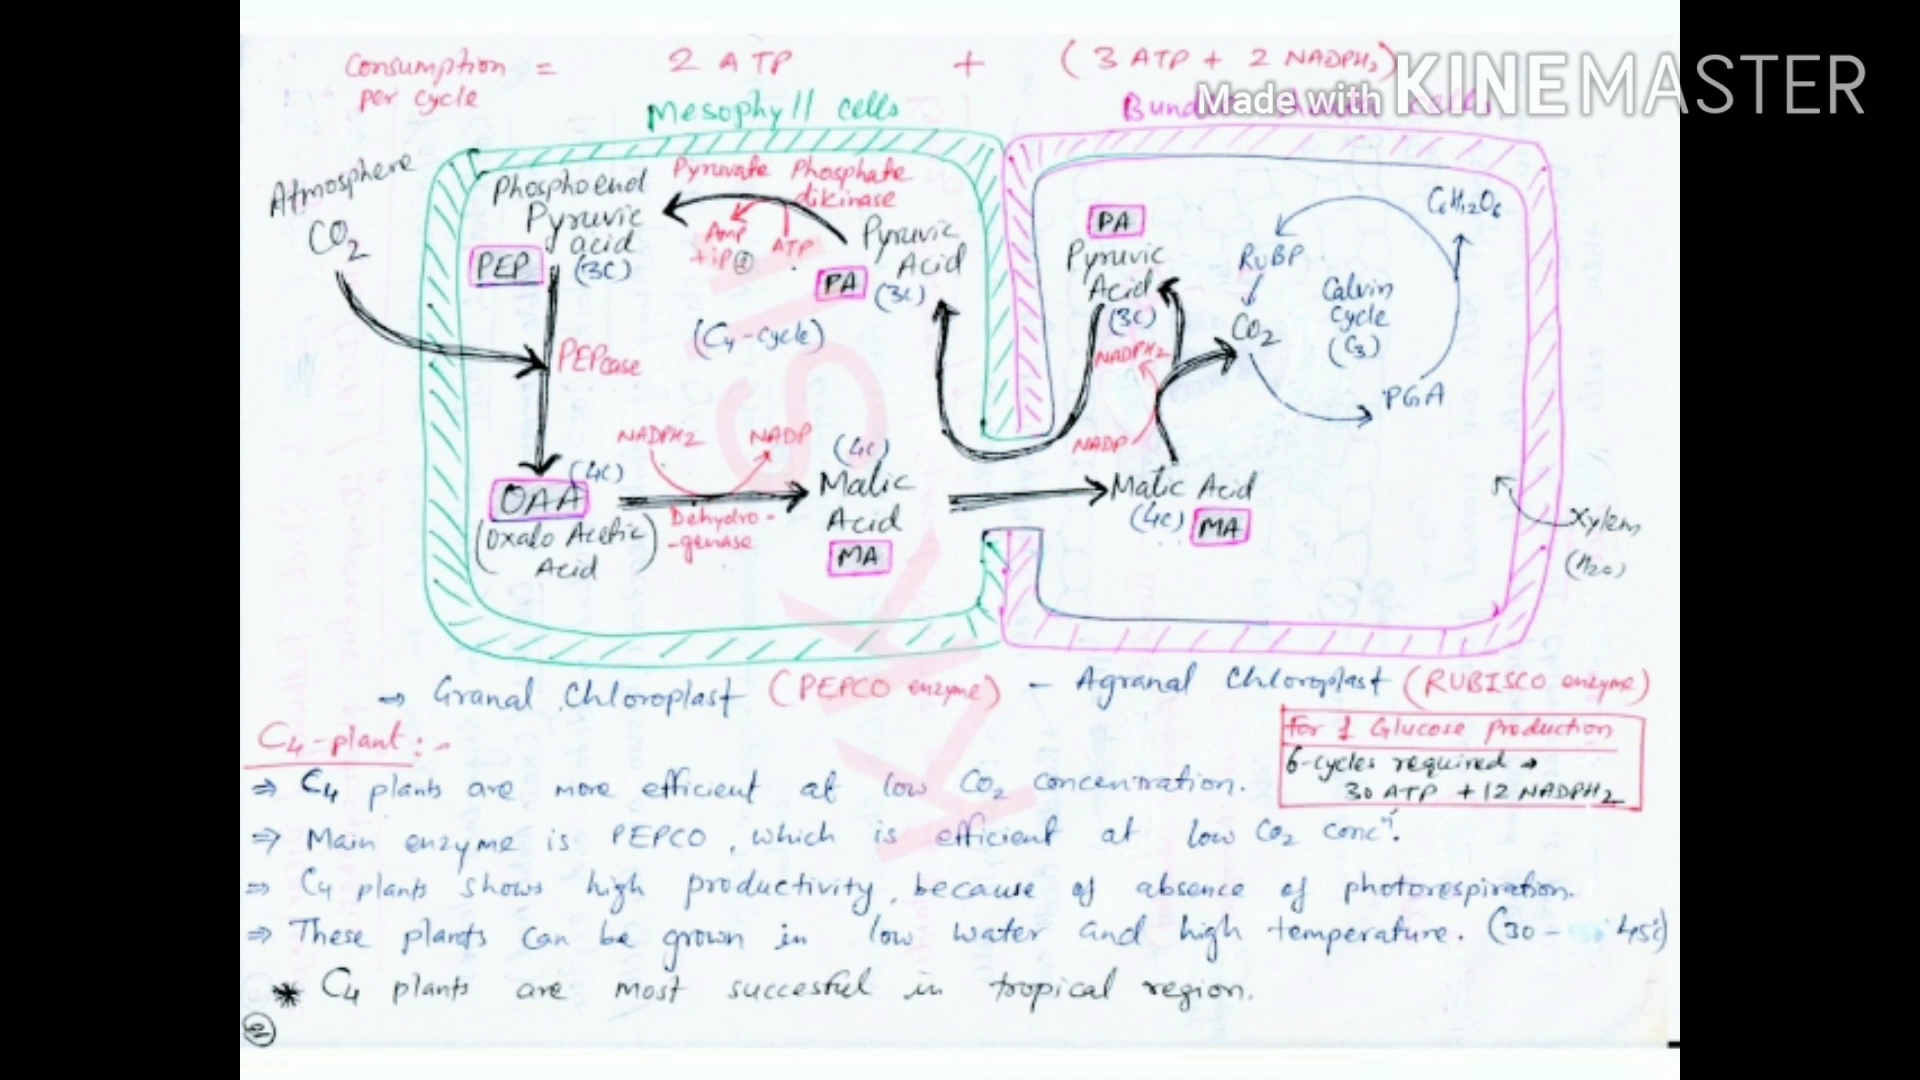 Consumption per cycle = 2 ATP + (3 ATP + 2 NADPH2)
Made with KINEMASTER
Mesophyll cells
Atmosphere
CO2
Phosphoenol
Pyruvic
acid
(3C)
PEP
Pyruvate Phosphate
dikinase
AMP
+iP
ATP
Pyruvic
Acid
(3C)
PA
(C4-cycle)
PEPcase
NADPH2
NADP
OAA
(4C)
(Oxalo Acetic
Acid)
Dehydro-
-genase
(4C)
Malic
Acid
MA
PA
Pyruvic
Acid
(3C)
NADPH2
NADP
Malic Acid
(4C) MA
C6H12O6
RuBP
CO2
Calvin
Cycle
(C3)
PGA
Xylem
(H2O)
→ Granal Chloroplast (PEPCO enzyme) - Agranal Chloroplast (RUBISCO enzyme)
C4-plant:-
For 1 Glucose Production
6-cycles required →
30 ATP + 12 NADPH2
⇒ C4 plants are more efficient at low CO2 concentration.
⇒ Main enzyme is PEPCO, which is efficient at low CO2 concn.
⇒ C4 plants shows high productivity, because of absence of photorespiration.
⇒ These plants can be grown in low water and high temperature. (30- 45c)
* C4 plants are most succesful in tropical region.
KK SIR